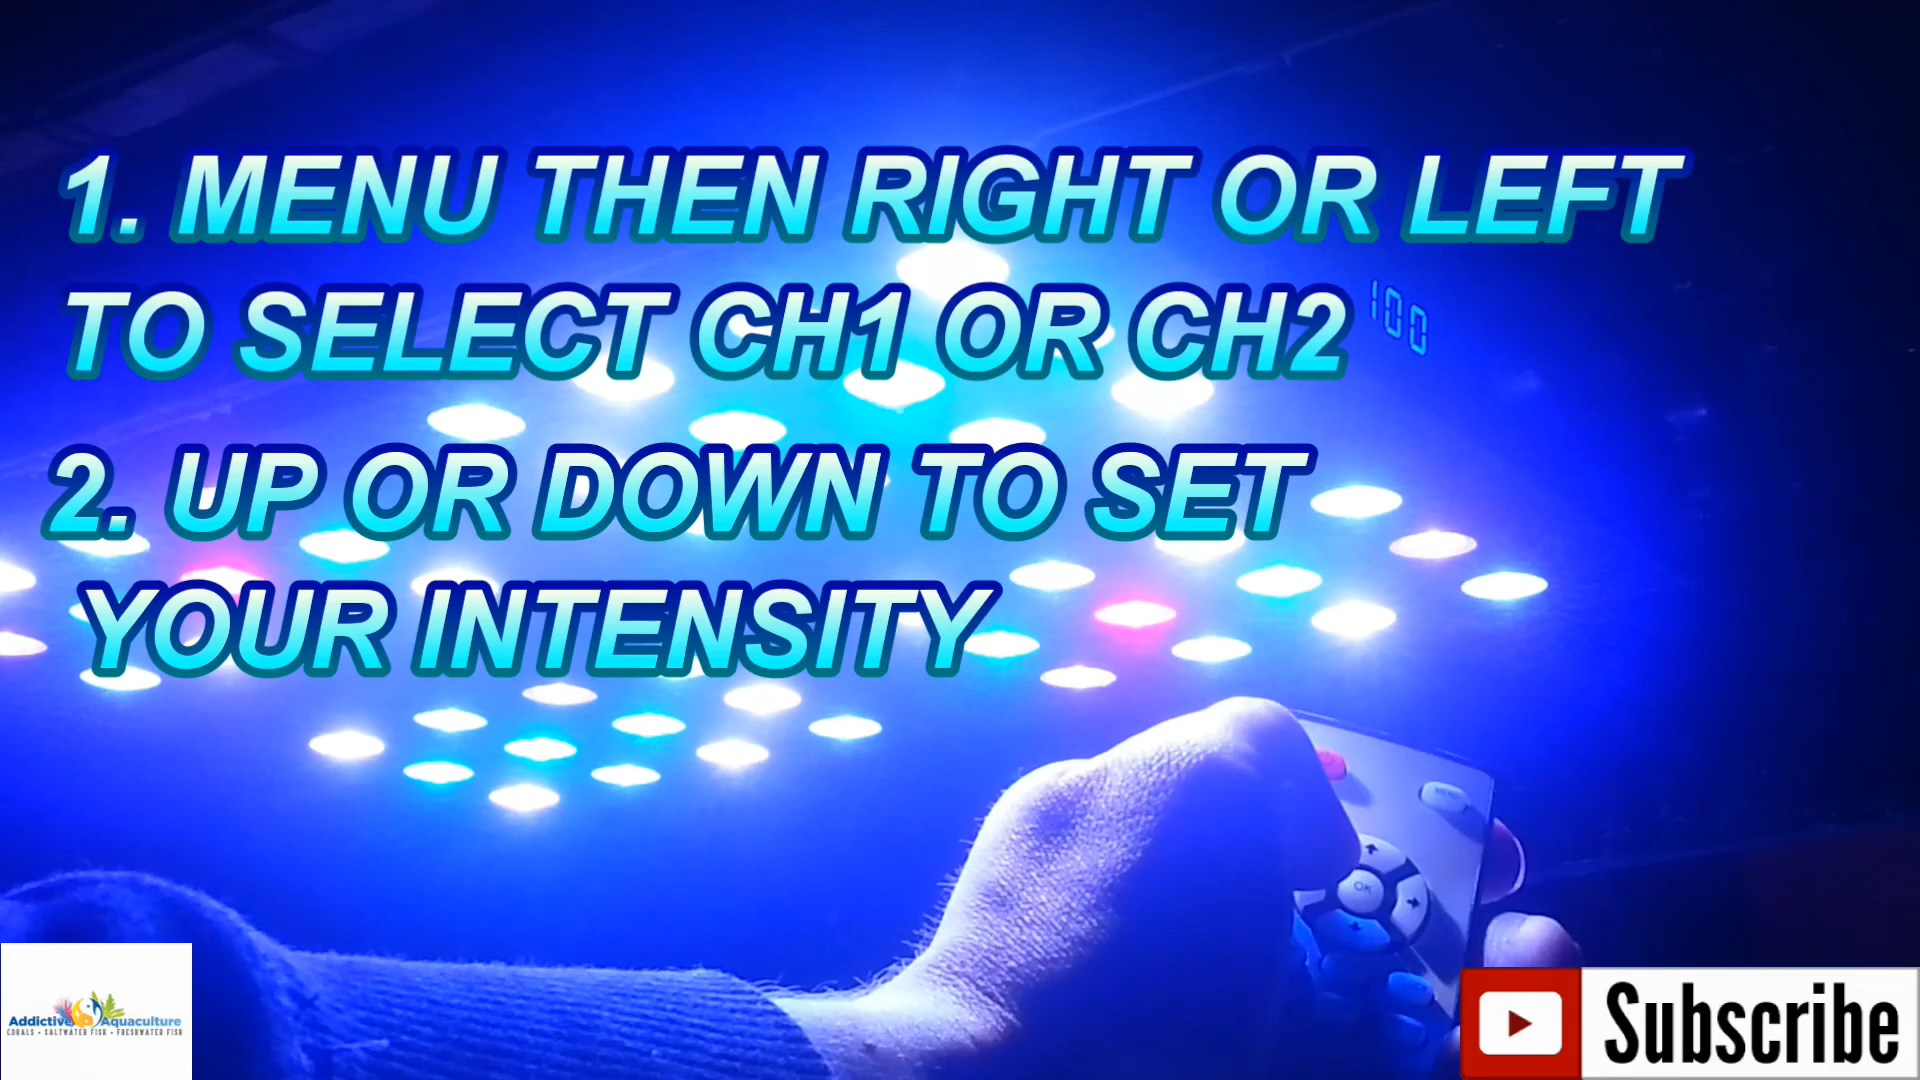 1. MENU THEN RIGHT OR LEFT
TO SELECT CH1 OR CH2
100
2. UP OR DOWN TO SET
YOUR INTENSITY
MENU
OK
Addictive Aquaculture
CORALS • SALTWATER FISH • FRESHWATER FISH
Subscribe